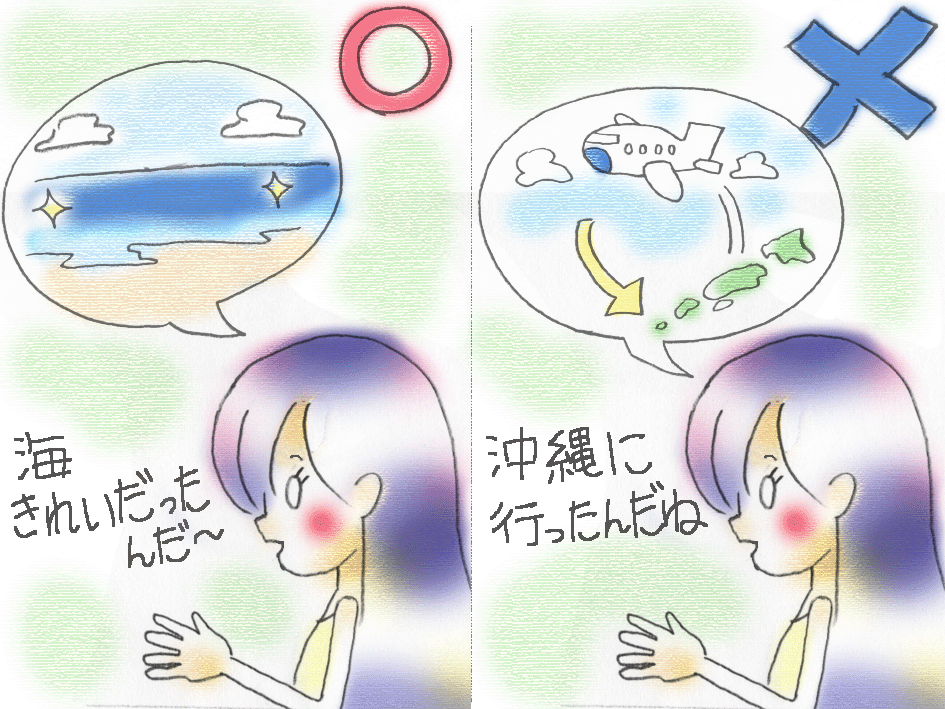 海
きれいだった
んだ～
沖縄に
行ったんだね